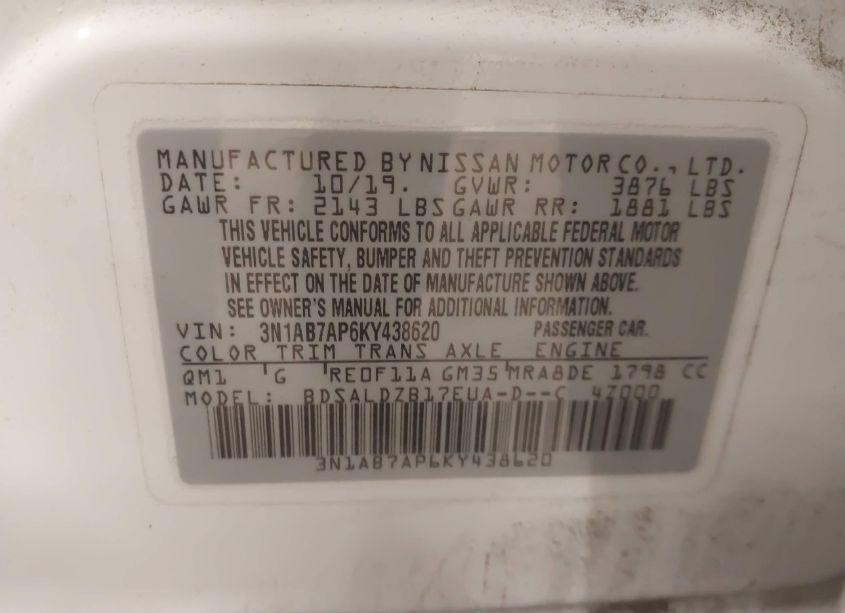 MANUFACTURED BY NISSAN MOTOR CO., LTD.
DATE: 10/19. GVWR: 3876 LBS
GAWR FR: 2143 LBS GAWR RR: 1881 LBS
THIS VEHICLE CONFORMS TO ALL APPLICABLE FEDERAL MOTOR
VEHICLE SAFETY, BUMPER AND THEFT PREVENTION STANDARDS
IN EFFECT ON THE DATE OF MANUFACTURE SHOWN ABOVE.
SEE OWNER'S MANUAL FOR ADDITIONAL INFORMATION.
VIN: 3N1AB7AP6KY438620 PASSENGER CAR.
COLOR TRIM TRANS AXLE ENGINE
QM1 G RE0F11A GM35 MRA8DE 1798 CC
MODEL: BDSALDZB17EUA-D--C 4Z000
3N1AB7AP6KY438620